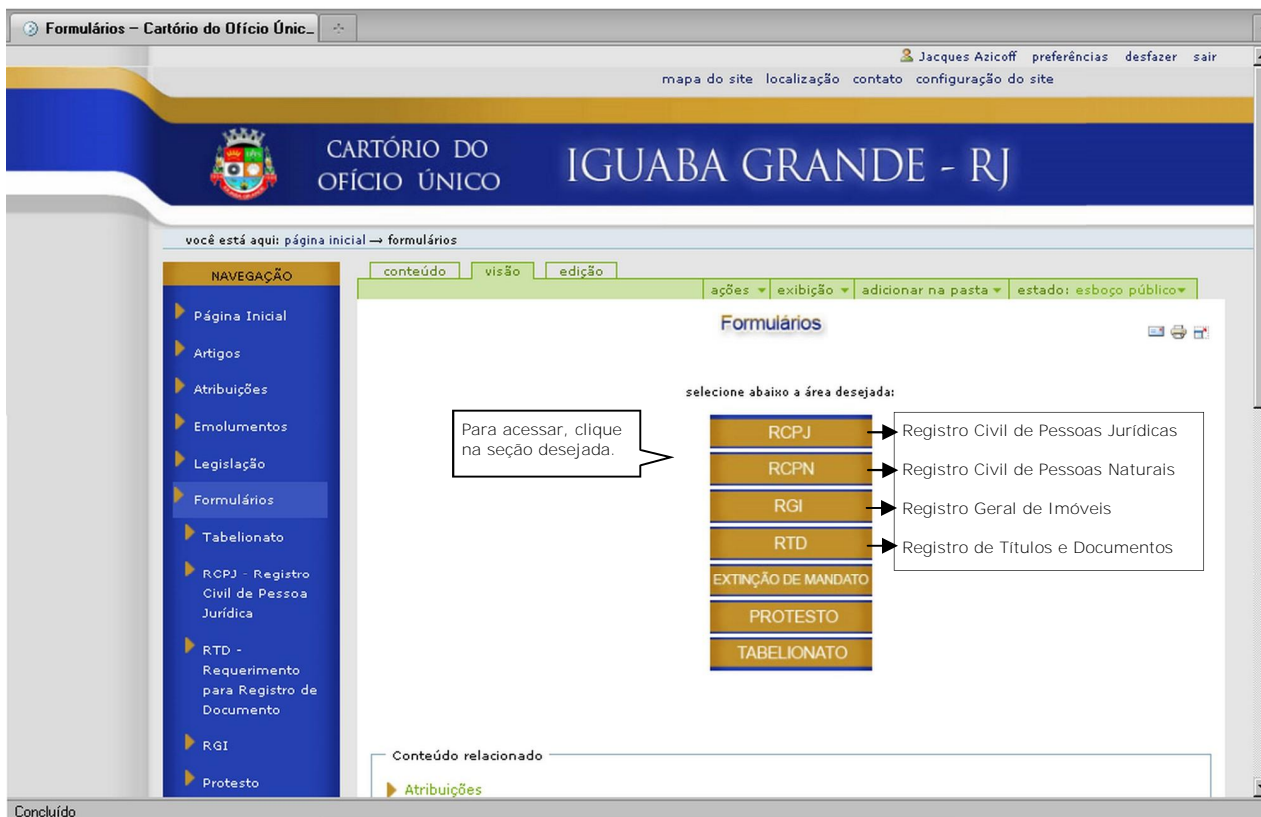 Formulários – Cartório do Ofício Únic_
Jacques Azicoff preferências desfazer sair
mapa do site localização contato configuração do site
CARTÓRIO DO
OFÍCIO ÚNICO
IGUABA GRANDE - RJ
você está aqui: página inicial → formulários
NAVEGAÇÃO
Página Inicial
Artigos
Atribuições
Emolumentos
Legislação
Formulários
Tabelionato
RCPJ - Registro
Civil de Pessoa
Jurídica
RTD -
Requerimento
para Registro de
Documento
RGI
Protesto
conteúdo visão edição
ações exibição adicionar na pasta estado: esboço público
Formulários
selecione abaixo a área desejada:
Para acessar, clique
na seção desejada.
RCPJ
Registro Civil de Pessoas Jurídicas
RCPN
Registro Civil de Pessoas Naturais
RGI
Registro Geral de Imóveis
RTD
Registro de Títulos e Documentos
EXTINÇÃO DE MANDATO
PROTESTO
TABELIONATO
Conteúdo relacionado
Atribuições
Concluído